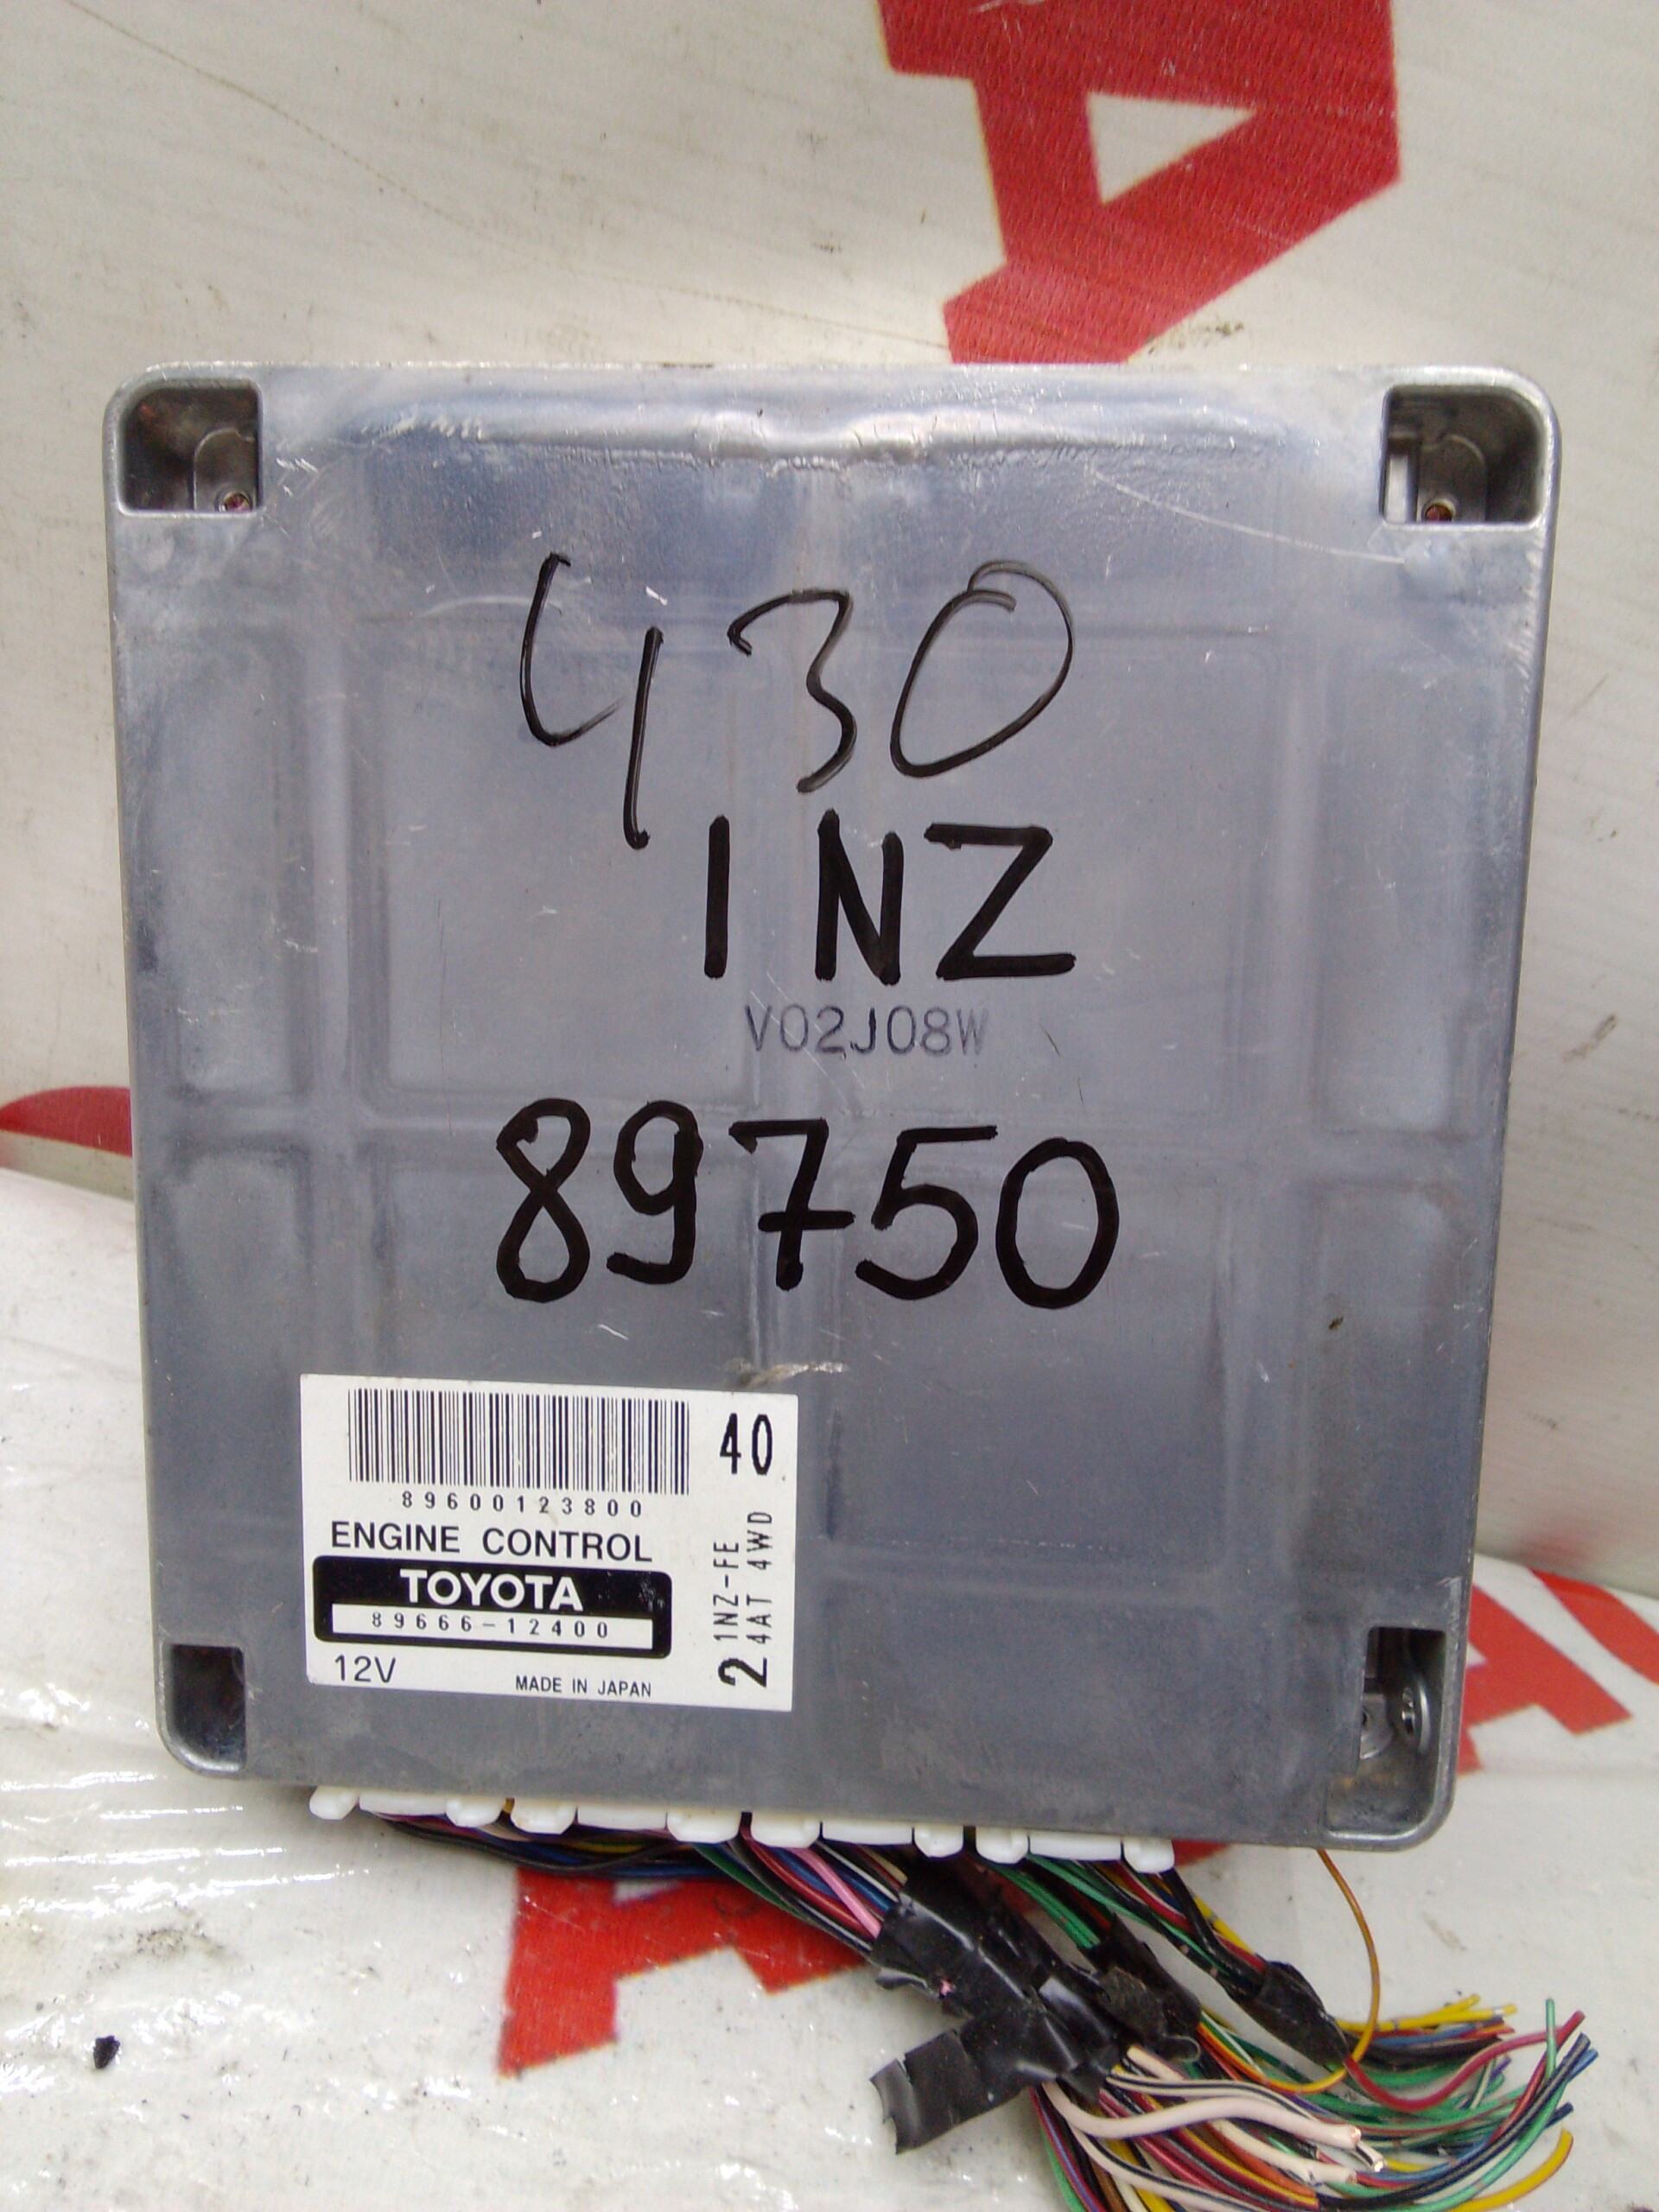 430
1NZ
V02J08W
89750
40
89600123800
ENGINE CONTROL
TOYOTA
89666-12400
12V
MADE IN JAPAN
2
1NZ-FE
4AT 4WD